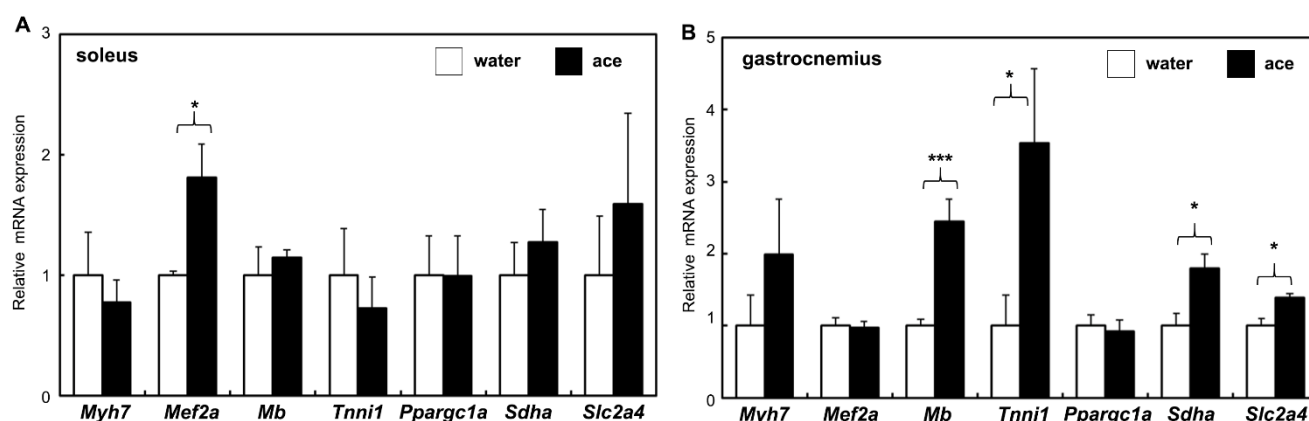 A
soleus
water
ace
Relative mRNA expression
3
2
1
0
*
Myh7 Mef2a Mb Tnni1 Ppargc1a Sdha Slc2a4
B
gastrocnemius
water
ace
Relative mRNA expression
5
4
3
2
1
0
***
*
*
*
Myh7 Mef2a Mb Tnni1 Ppargc1a Sdha Slc2a4